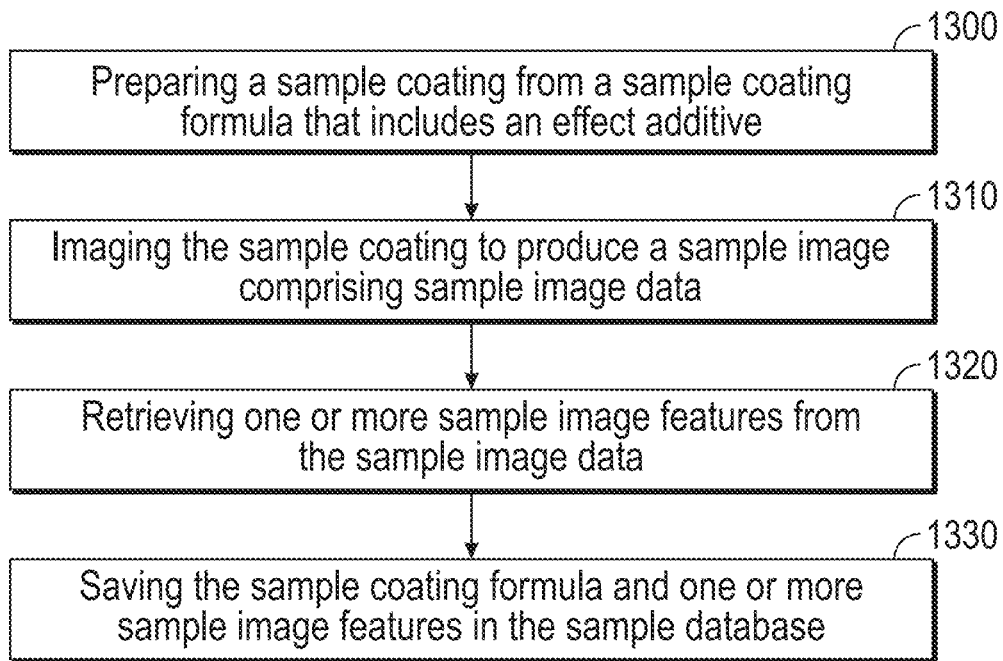 1300
Preparing a sample coating from a sample coating
formula that includes an effect additive
1310
Imaging the sample coating to produce a sample image
comprising sample image data
1320
Retrieving one or more sample image features from
the sample image data
1330
Saving the sample coating formula and one or more
sample image features in the sample database